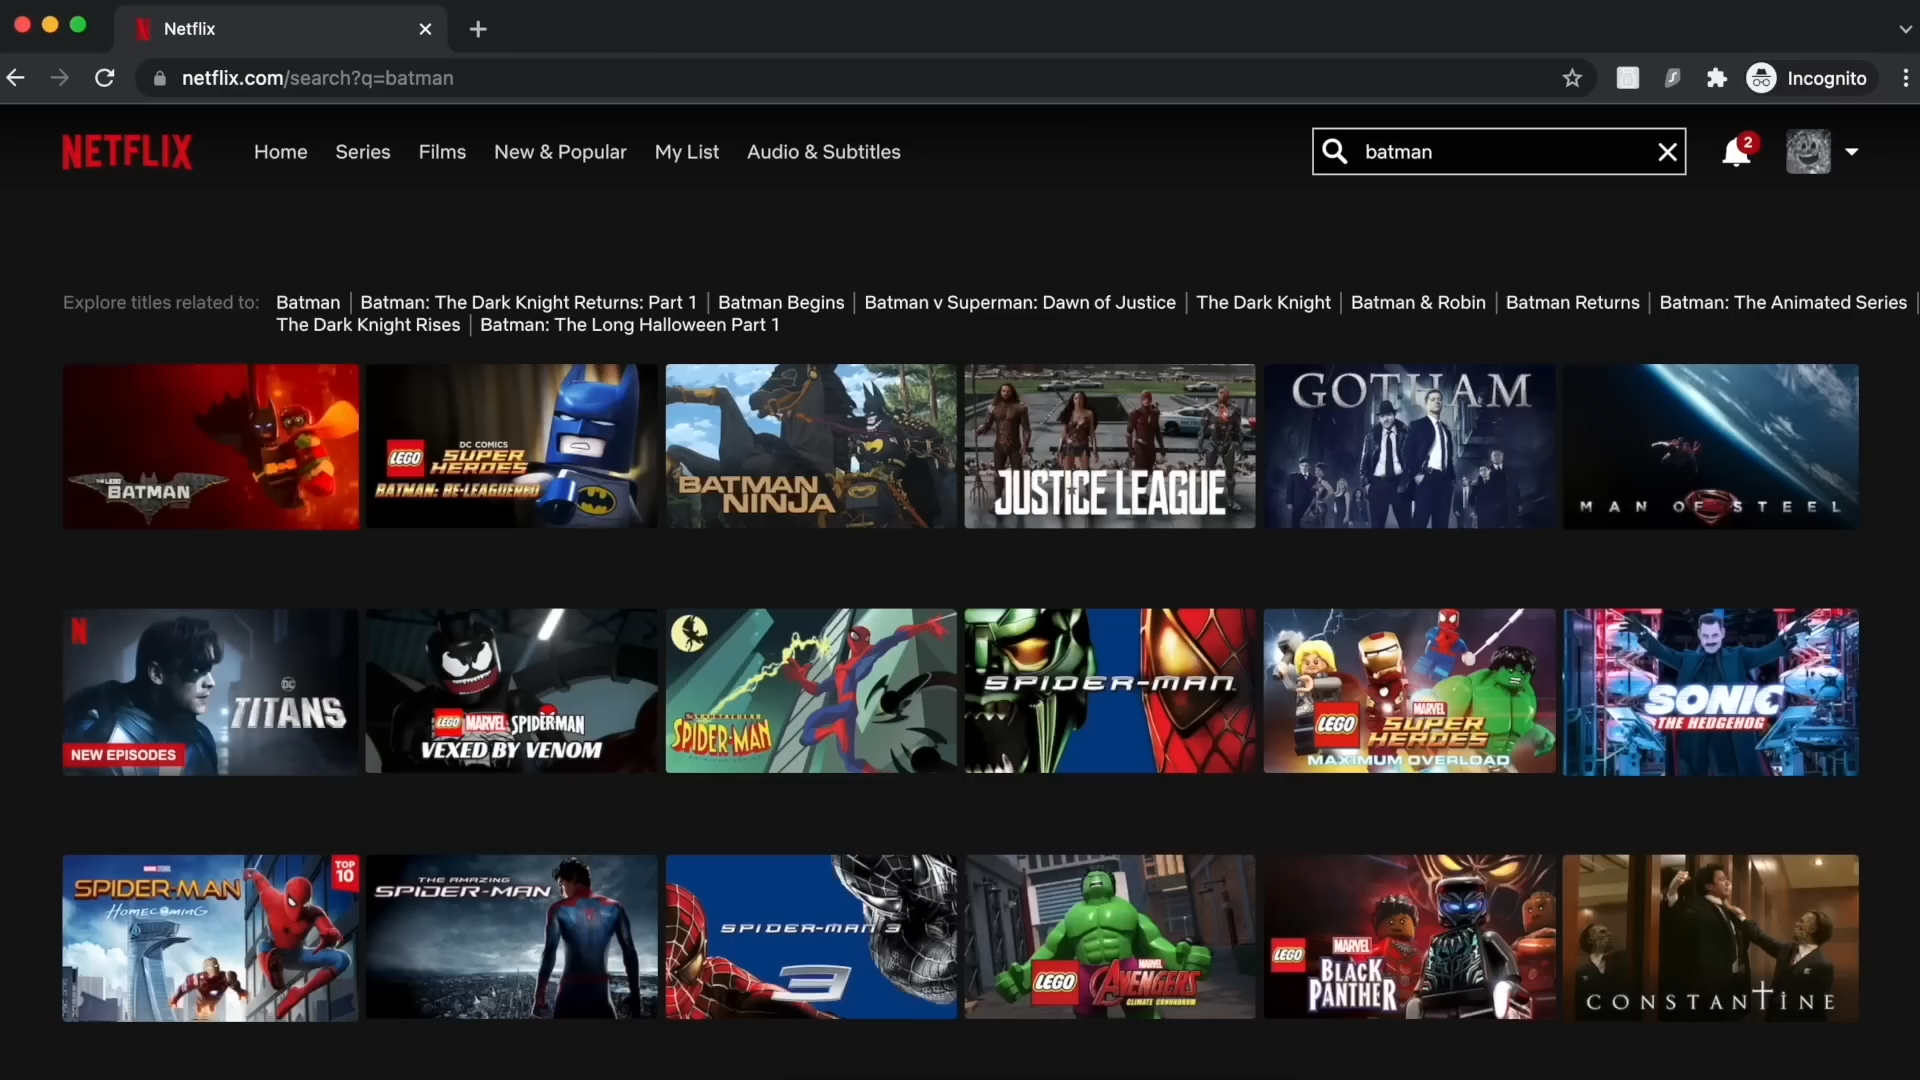 Netflix
netflix.com/search?q=batman
Incognito
NETFLIX
Home
Series
Films
New & Popular
My List
Audio & Subtitles
batman
2
Explore titles related to:
Batman | Batman: The Dark Knight Returns: Part 1 | Batman Begins | Batman v Superman: Dawn of Justice | The Dark Knight | Batman & Robin | Batman Returns | Batman: The Animated Series |
The Dark Knight Rises | Batman: The Long Halloween Part 1
THE LEGO
BATMAN
DC COMICS
LEGO SUPER
HEROES
BATMAN: BE-LEAGUERED
BATMAN
NINJA
JUSTICE LEAGUE
GOTHAM
MAN OF STEEL
N
DC
TITANS
NEW EPISODES
LEGO MARVEL SPIDERMAN
VEXED BY VENOM
SPECTACULAR
SPIDER-MAN
SPIDER-MAN
MARVEL
LEGO SUPER
HEROES
MAXIMUM OVERLOAD
SONIC
THE HEDGEHOG
SPIDER-MAN
HOMECOMING
TOP
10
THE AMAZING
SPIDER-MAN
SPIDER-MAN 3
3
MARVEL
LEGO AVENGERS
CLIMATE CONUNDRUM
MARVEL
LEGO BLACK
PANTHER
CONSTANTINE